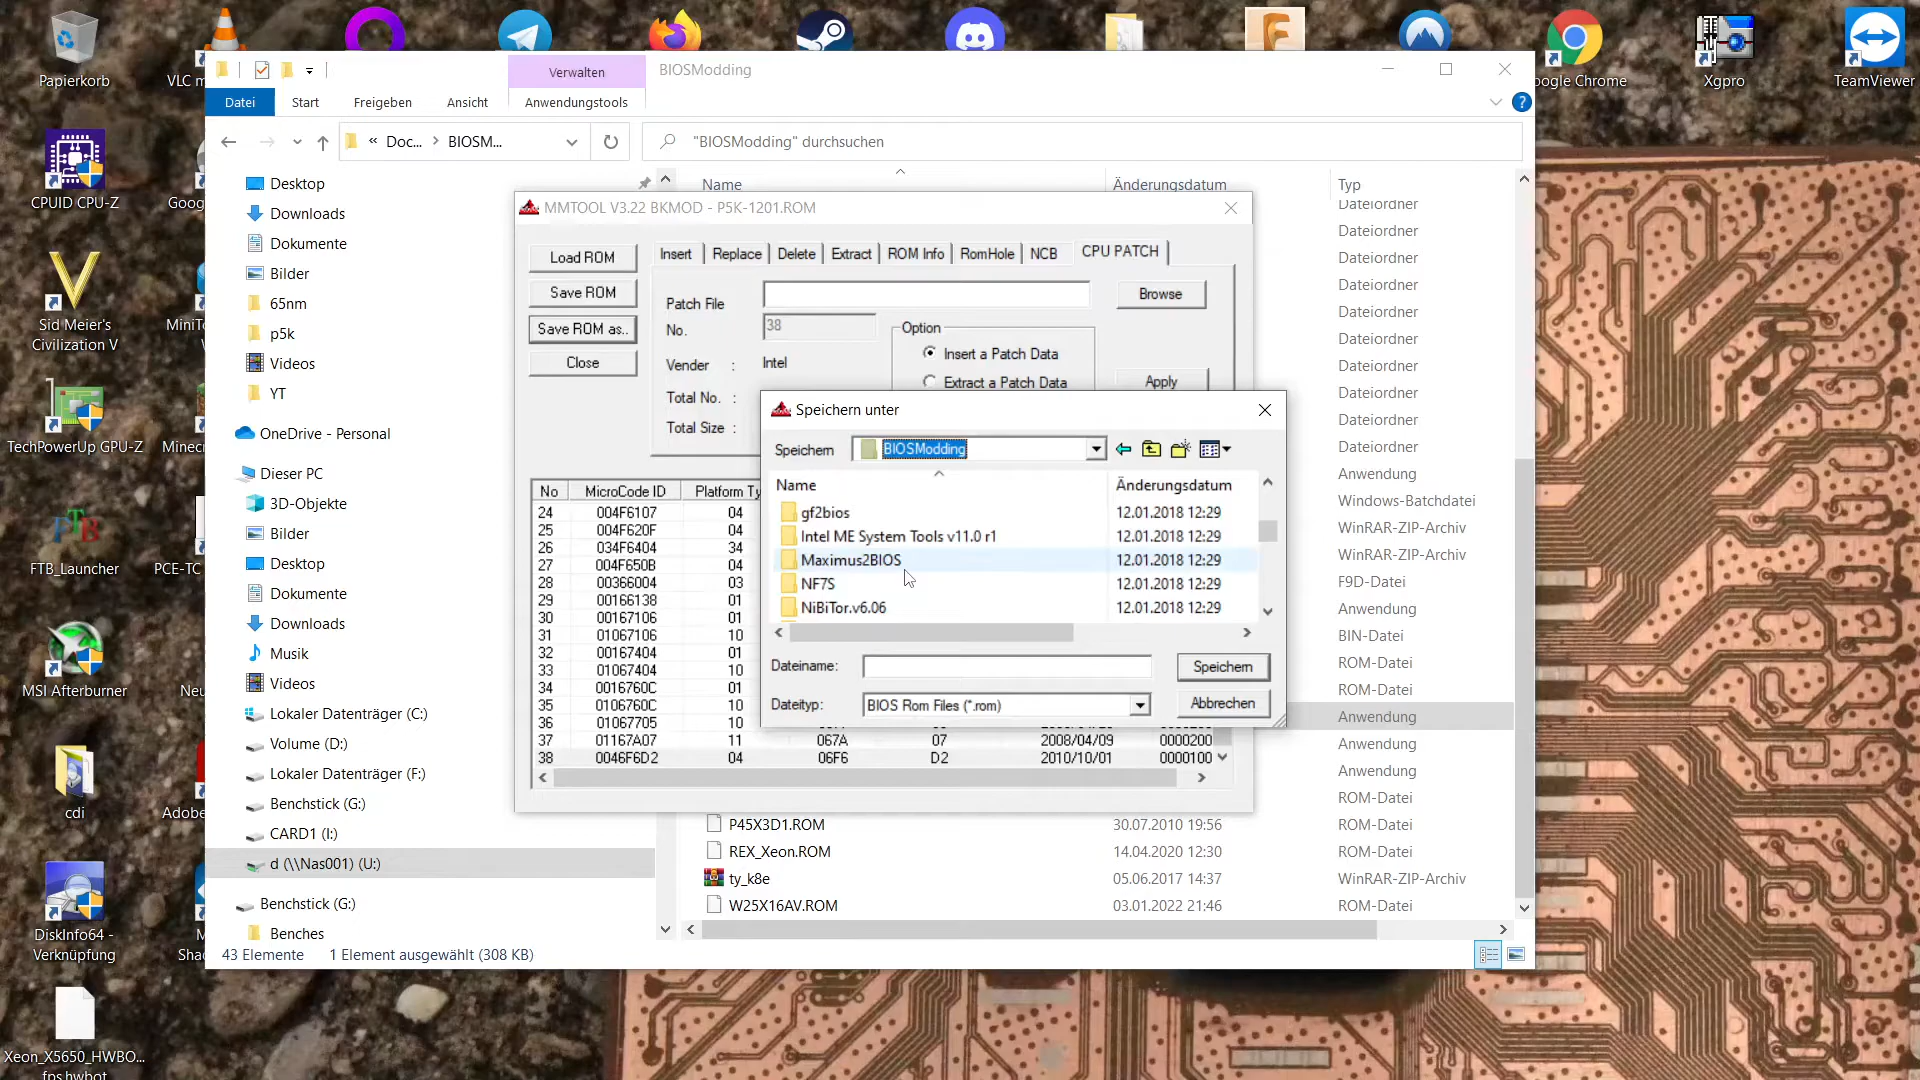 Papierkorb
VLC m
oogle Chrome
Xgpro
TeamViewer
CPUID CPU-Z
Goog
Sid Meier's
Civilization V
MiniTo
TechPowerUp GPU-Z
Minecr
FTB
FTB_Launcher
PCE-TC
MSI Afterburner
Neu
cdi
Adobe
DiskInfo64 -
Verknüpfung
M
Shad
Xeon_X5650_HWBO...
fps.hwbot
Verwalten
BIOSModding
Datei
Start
Freigeben
Ansicht
Anwendungstools
?
« Doc... > BIOSM...
"BIOSModding" durchsuchen
Desktop
Downloads
Dokumente
Bilder
65nm
p5k
Videos
YT
OneDrive - Personal
Dieser PC
3D-Objekte
Bilder
Desktop
Dokumente
Downloads
Musik
Videos
Lokaler Datenträger (C:)
Volume (D:)
Lokaler Datenträger (F:)
Benchstick (G:)
CARD1 (I:)
d (\\Nas001) (U:)
Benchstick (G:)
Benches
43 Elemente
1 Element ausgewählt (308 KB)
Name
Änderungsdatum
Typ
Dateiordner
Dateiordner
Dateiordner
Dateiordner
Dateiordner
Dateiordner
Dateiordner
Dateiordner
Dateiordner
Dateiordner
Anwendung
Windows-Batchdatei
WinRAR-ZIP-Archiv
WinRAR-ZIP-Archiv
F9D-Datei
Anwendung
BIN-Datei
ROM-Datei
ROM-Datei
Anwendung
Anwendung
Anwendung
ROM-Datei
P45X3D1.ROM 30.07.2010 19:56 ROM-Datei
REX_Xeon.ROM 14.04.2020 12:30 ROM-Datei
ty_k8e 05.06.2017 14:37 WinRAR-ZIP-Archiv
W25X16AV.ROM 03.01.2022 21:46 ROM-Datei
MMTOOL V3.22 BKMOD - P5K-1201.ROM
Load ROM
Save ROM
Save ROM as..
Close
Insert
Replace
Delete
Extract
ROM Info
RomHole
NCB
CPU PATCH
Patch File
Browse
No.
38
Vender : Intel
Total No. :
Total Size :
Option
Insert a Patch Data
Extract a Patch Data
Apply
No MicroCode ID Platform Ty
24 004F6107 04
25 004F620F 04
26 034F6404 34
27 004F650B 04
28 00366004 03
29 00166138 01
30 00167106 01
31 01067106 10
32 00167404 01
33 01067404 10
34 0016760C 01
35 0106760C 10
36 01067705 10
37 01167A07 11 067A 07 2008/04/09 0000200
38 0046F6D2 04 06F6 D2 2010/10/01 0000100
Speichern unter
Speichern
BIOSModding
Name
Änderungsdatum
gf2bios 12.01.2018 12:29
Intel ME System Tools v11.0 r1 12.01.2018 12:29
Maximus2BIOS 12.01.2018 12:29
NF7S 12.01.2018 12:29
NiBiTor.v6.06 12.01.2018 12:29
Dateiname:
Speichern
Dateityp:
BIOS Rom Files (*.rom)
Abbrechen